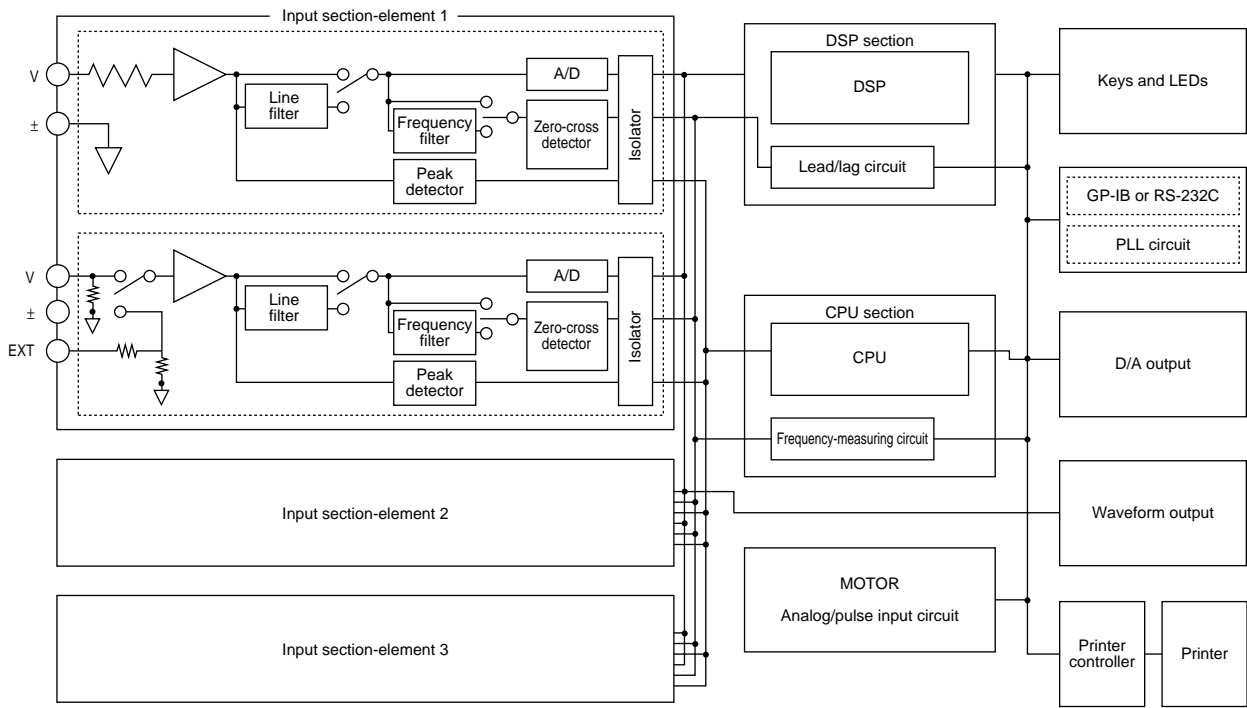 Input section-element 1
V
±
Line
filter
Frequency
filter
Peak
detector
A/D
Zero-cross
detector
Isolator
V
±
EXT
Line
filter
Frequency
filter
Peak
detector
A/D
Zero-cross
detector
Isolator
Input section-element 2
Input section-element 3
DSP section
DSP
Lead/lag circuit
CPU section
CPU
Frequency-measuring circuit
MOTOR
Analog/pulse input circuit
Keys and LEDs
GP-IB or RS-232C
PLL circuit
D/A output
Waveform output
Printer
controller
Printer